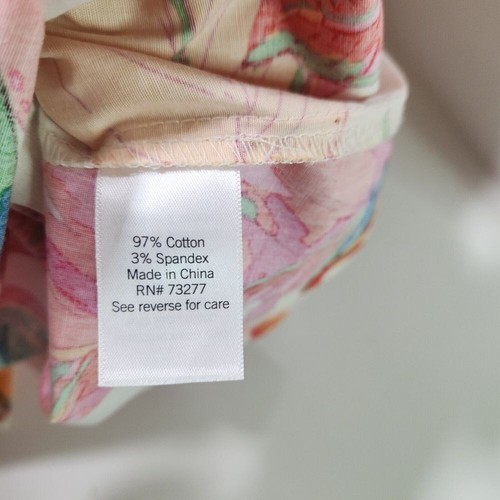 97% Cotton
3% Spandex
Made in China
RN# 73277
See reverse for care